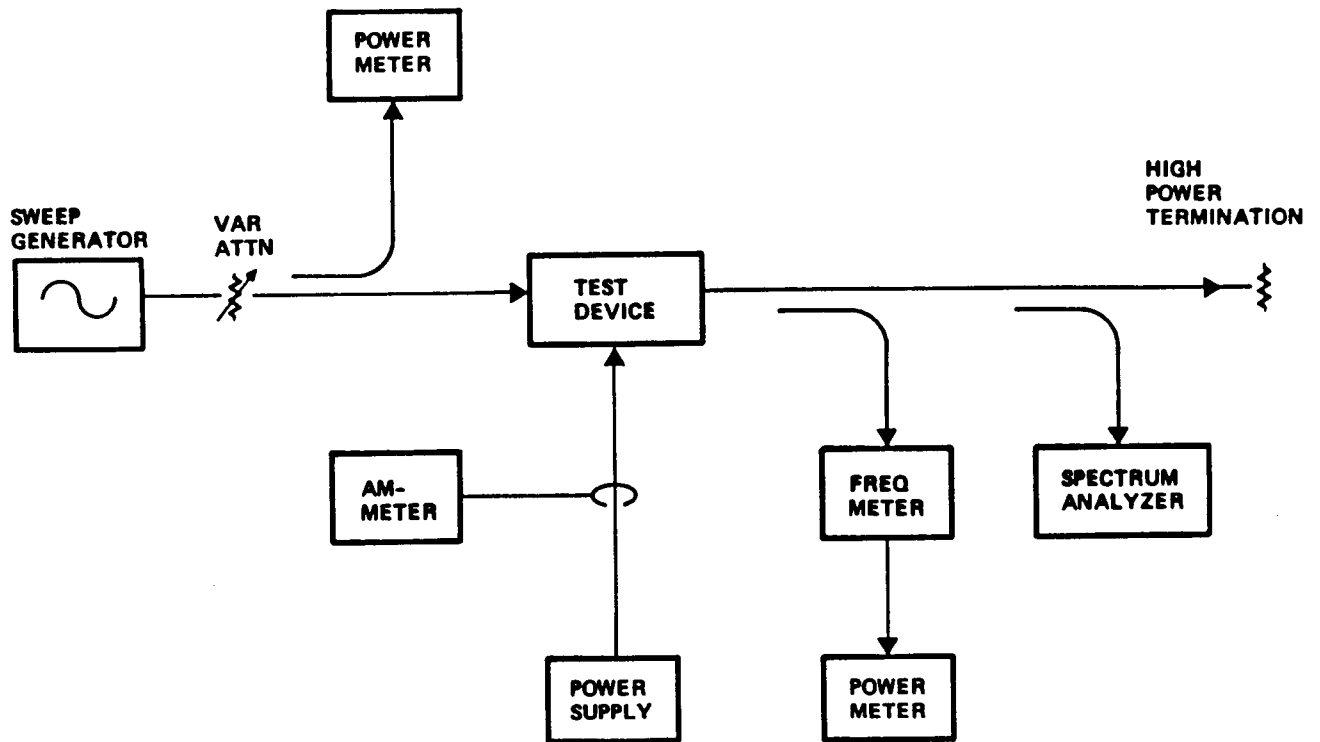 POWER
METER
HIGH
POWER
TERMINATION
SWEEP
GENERATOR
VAR
ATTN
TEST
DEVICE
AM-
METER
FREQ
METER
SPECTRUM
ANALYZER
POWER
SUPPLY
POWER
METER